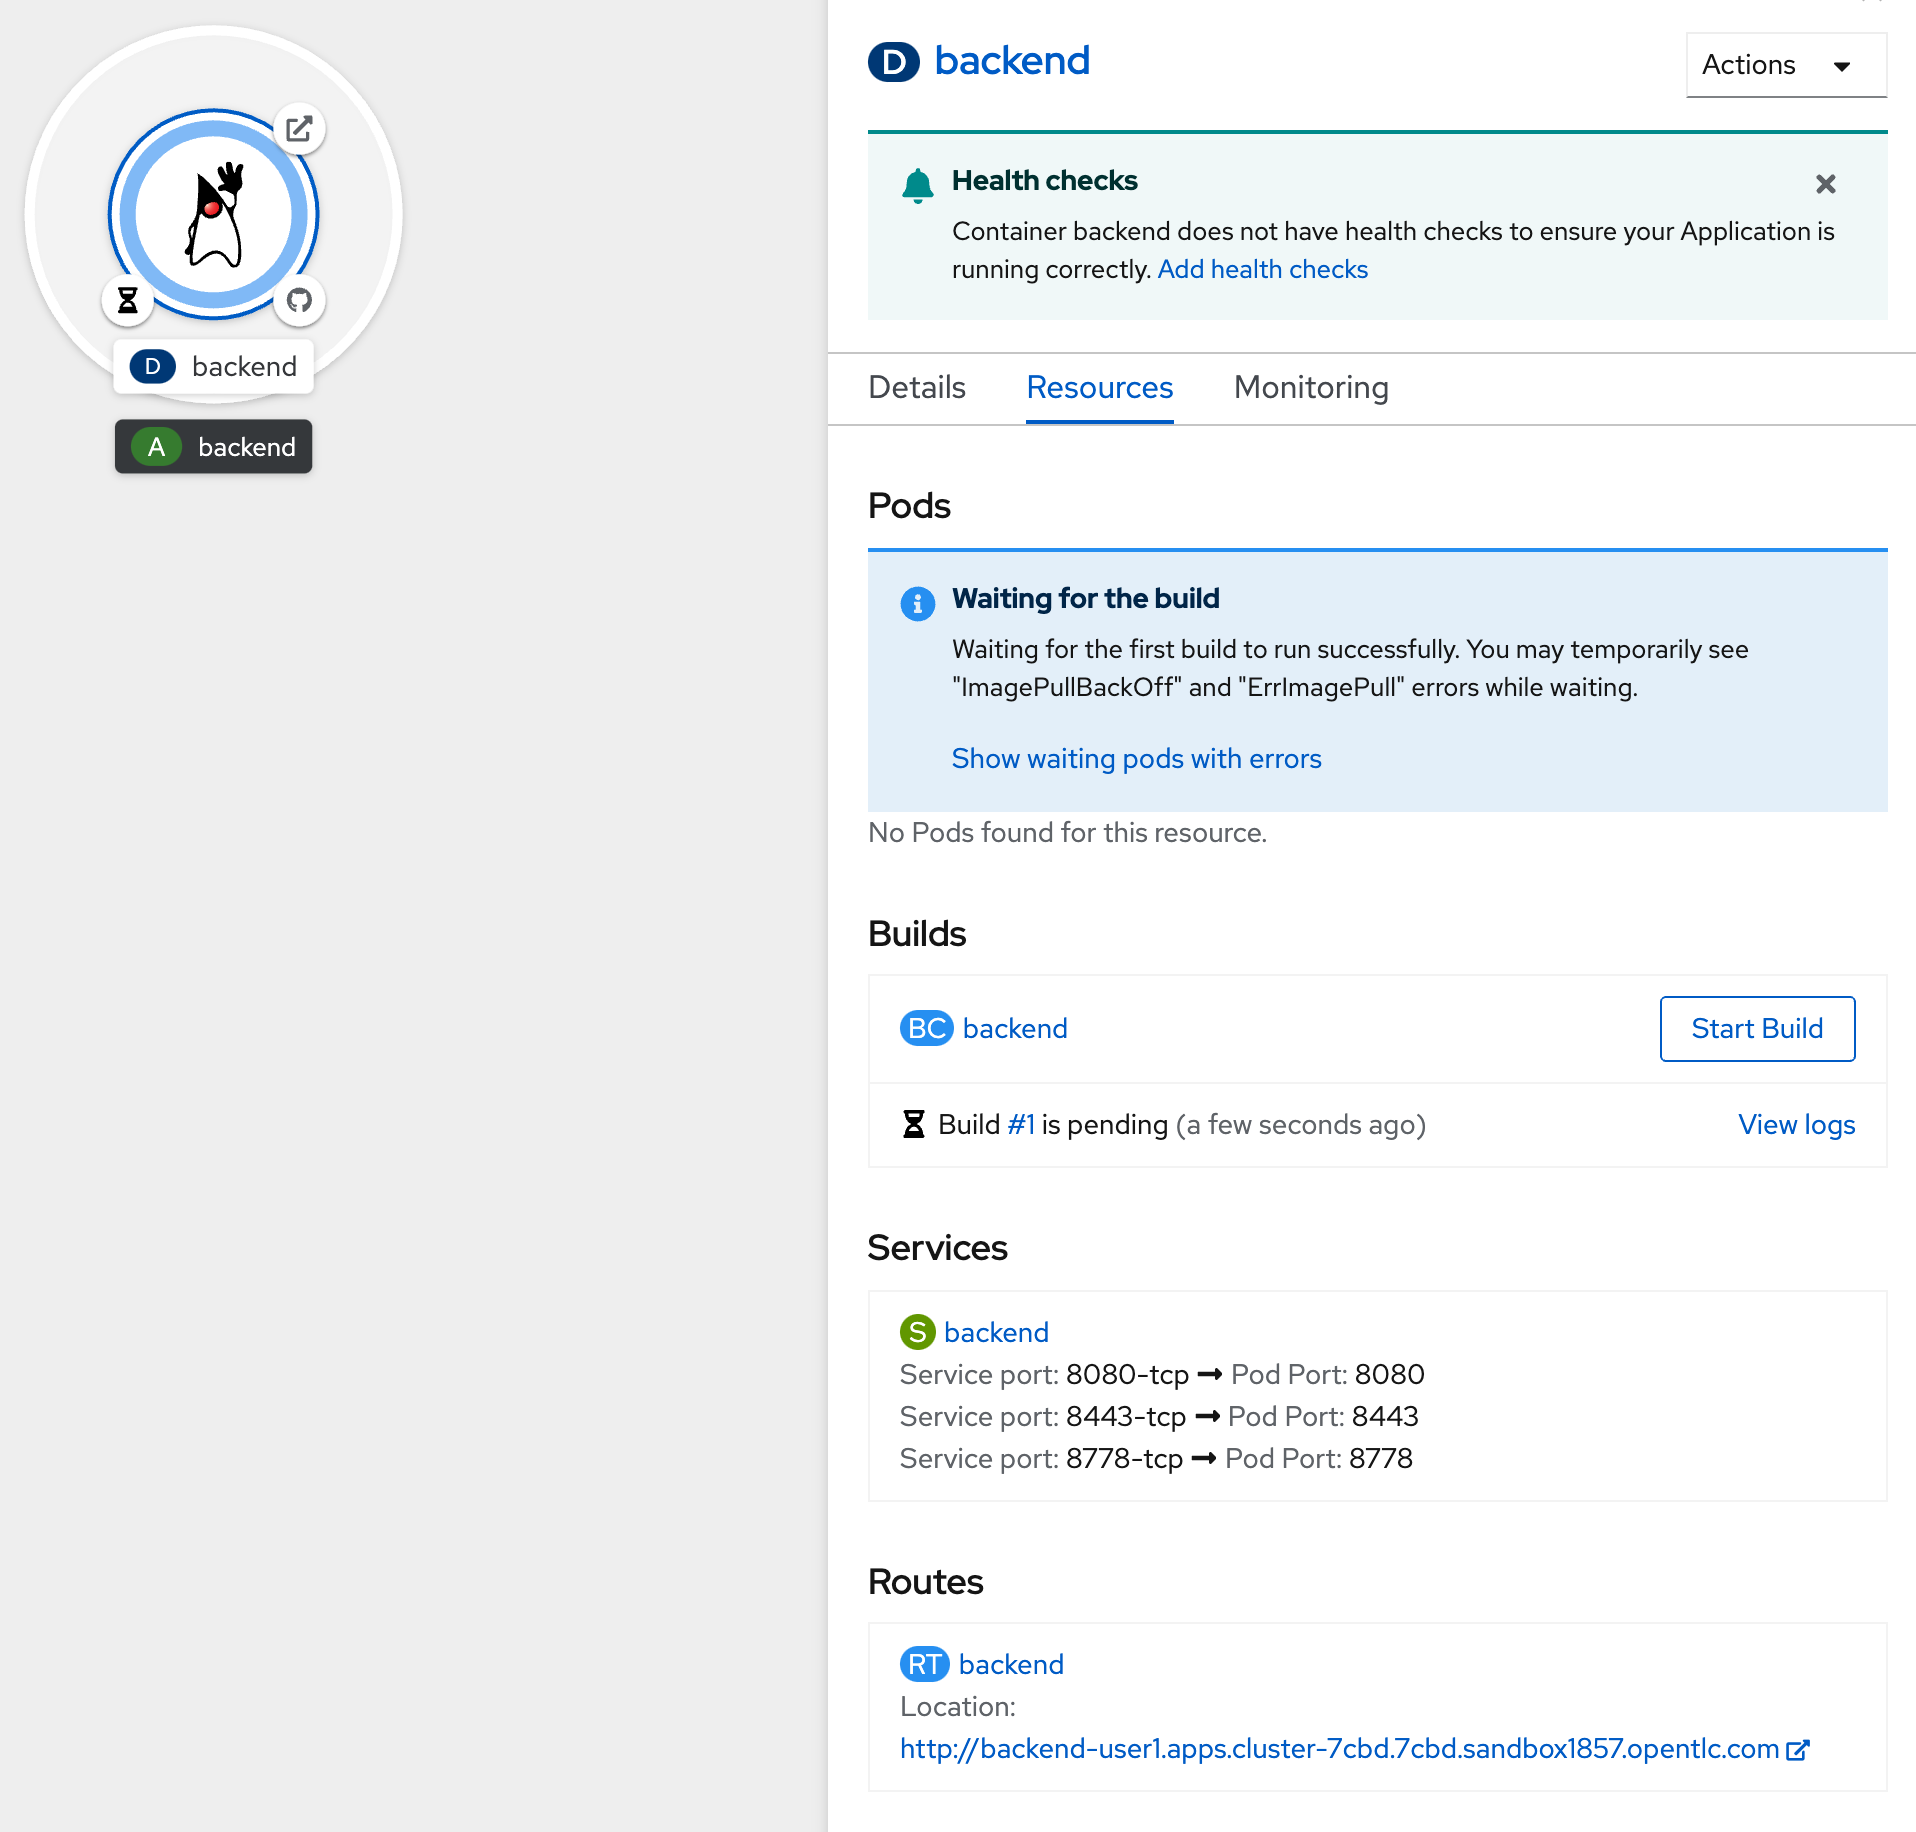 D backend
A backend
D backend
Actions
Health checks
Container backend does not have health checks to ensure your Application is
running correctly. Add health checks
Details Resources Monitoring
Pods
Waiting for the build
Waiting for the first build to run successfully. You may temporarily see
"ImagePullBackOff" and "ErrImagePull" errors while waiting.
Show waiting pods with errors
No Pods found for this resource.
Builds
BC backend
Start Build
Build #1 is pending (a few seconds ago)
View logs
Services
S backend
Service port: 8080-tcp → Pod Port: 8080
Service port: 8443-tcp → Pod Port: 8443
Service port: 8778-tcp → Pod Port: 8778
Routes
RT backend
Location:
http://backend-user1.apps.cluster-7cbd.7cbd.sandbox1857.opentlc.com